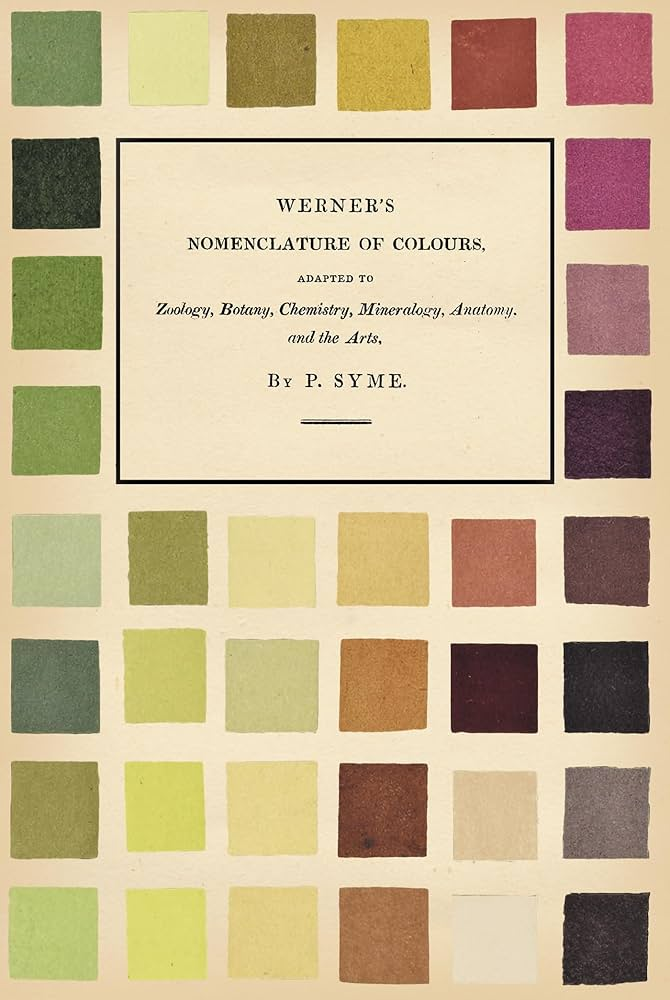 WERNER'S
NOMENCLATURE OF COLOURS,
ADAPTED TO
Zoology, Botany, Chemistry, Mineralogy, Anatomy,
and the Arts,
By P. SYME.